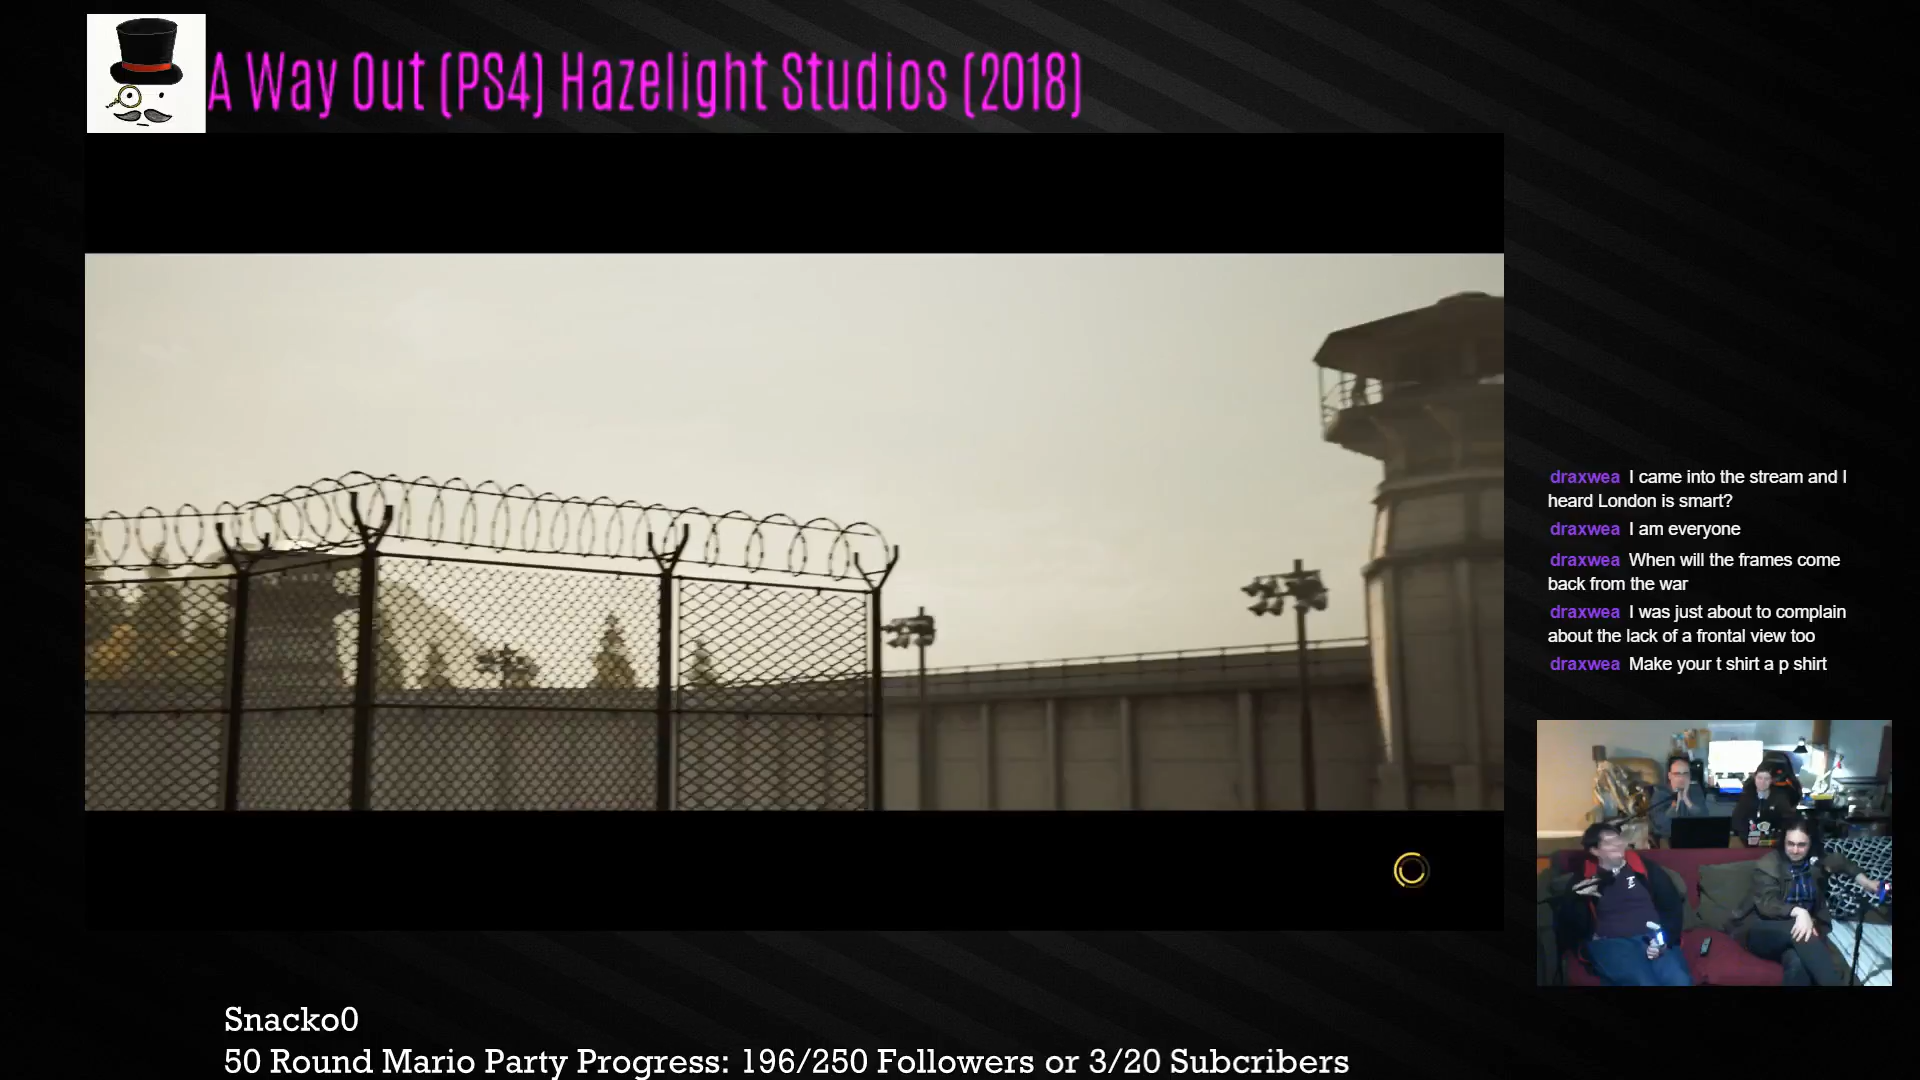 A Way Out (PS4) Hazelight Studios (2018)
draxwea I came into the stream and I
heard London is smart?
draxwea I am everyone
draxwea When will the frames come
back from the war
draxwea I was just about to complain
about the lack of a frontal view too
draxwea Make your t shirt a p shirt
Snacko0
50 Round Mario Party Progress: 196/250 Followers or 3/20 Subcribers